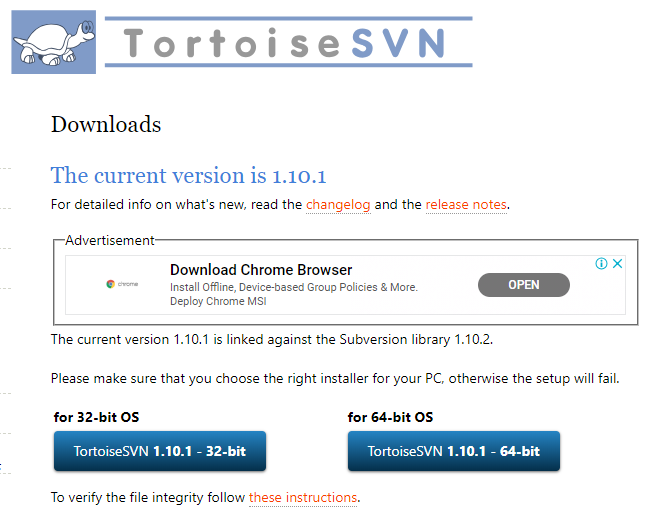 TortoiseSVN
Downloads
The current version is 1.10.1
For detailed info on what's new, read the changelog and the release notes.
Advertisement
chrome
Download Chrome Browser
Install Offline, Device-based Group Policies & More.
Deploy Chrome MSI
OPEN
The current version 1.10.1 is linked against the Subversion library 1.10.2.
Please make sure that you choose the right installer for your PC, otherwise the setup will fail.
for 32-bit OS
TortoiseSVN 1.10.1 - 32-bit
for 64-bit OS
TortoiseSVN 1.10.1 - 64-bit
To verify the file integrity follow these instructions.